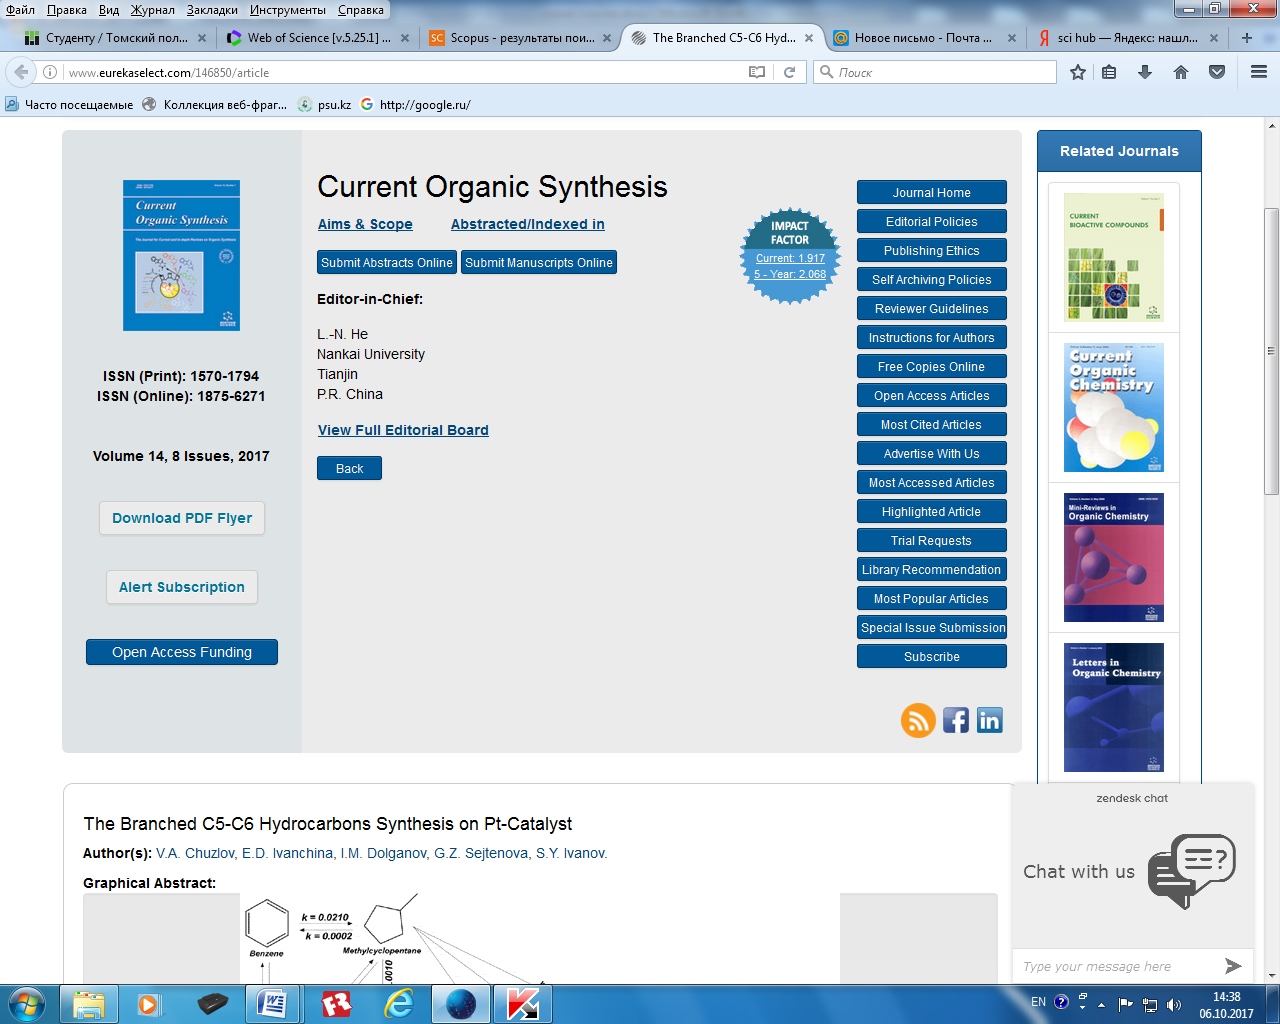 Файл Правка Вид Журнал Закладки Инструменты Справка
Студенту / Томский пол...
Web of Science [v.5.25.1] ...
Scopus - результаты пои...
The Branched C5-C6 Hyd...
Новое письмо - Почта ...
sci hub — Яндекс: нашл...
www.eurekaselect.com/146850/article
Поиск
Часто посещаемые
Коллекция веб-фраг...
psu.kz
http://google.ru/
Current
Organic Synthesis
ISSN (Print): 1570-1794
ISSN (Online): 1875-6271
Volume 14, 8 Issues, 2017
Download PDF Flyer
Alert Subscription
Open Access Funding
Current Organic Synthesis
Aims & Scope
Abstracted/Indexed in
Submit Abstracts Online
Submit Manuscripts Online
Editor-in-Chief:
L.-N. He
Nankai University
Tianjin
P.R. China
View Full Editorial Board
Back
IMPACT
FACTOR
Current: 1.917
5 - Year: 2.068
Journal Home
Editorial Policies
Publishing Ethics
Self Archiving Policies
Reviewer Guidelines
Instructions for Authors
Free Copies Online
Open Access Articles
Most Cited Articles
Advertise With Us
Most Accessed Articles
Highlighted Article
Trial Requests
Library Recommendation
Most Popular Articles
Special Issue Submission
Subscribe
Related Journals
CURRENT
BIOACTIVE COMPOUNDS
Current
Organic
Chemistry
Mini-Reviews in
Organic Chemistry
Letters in
Organic Chemistry
The Branched C5-C6 Hydrocarbons Synthesis on Pt-Catalyst
Author(s): V.A. Chuzlov, E.D. Ivanchina, I.M. Dolganov, G.Z. Sejtenova, S.Y. Ivanov.
Graphical Abstract:
k = 0.0210
k = 0.0002
Benzene
Methylcyclopentane
zendesk chat
Chat with us
Type your message here
EN
14:38
06.10.2017